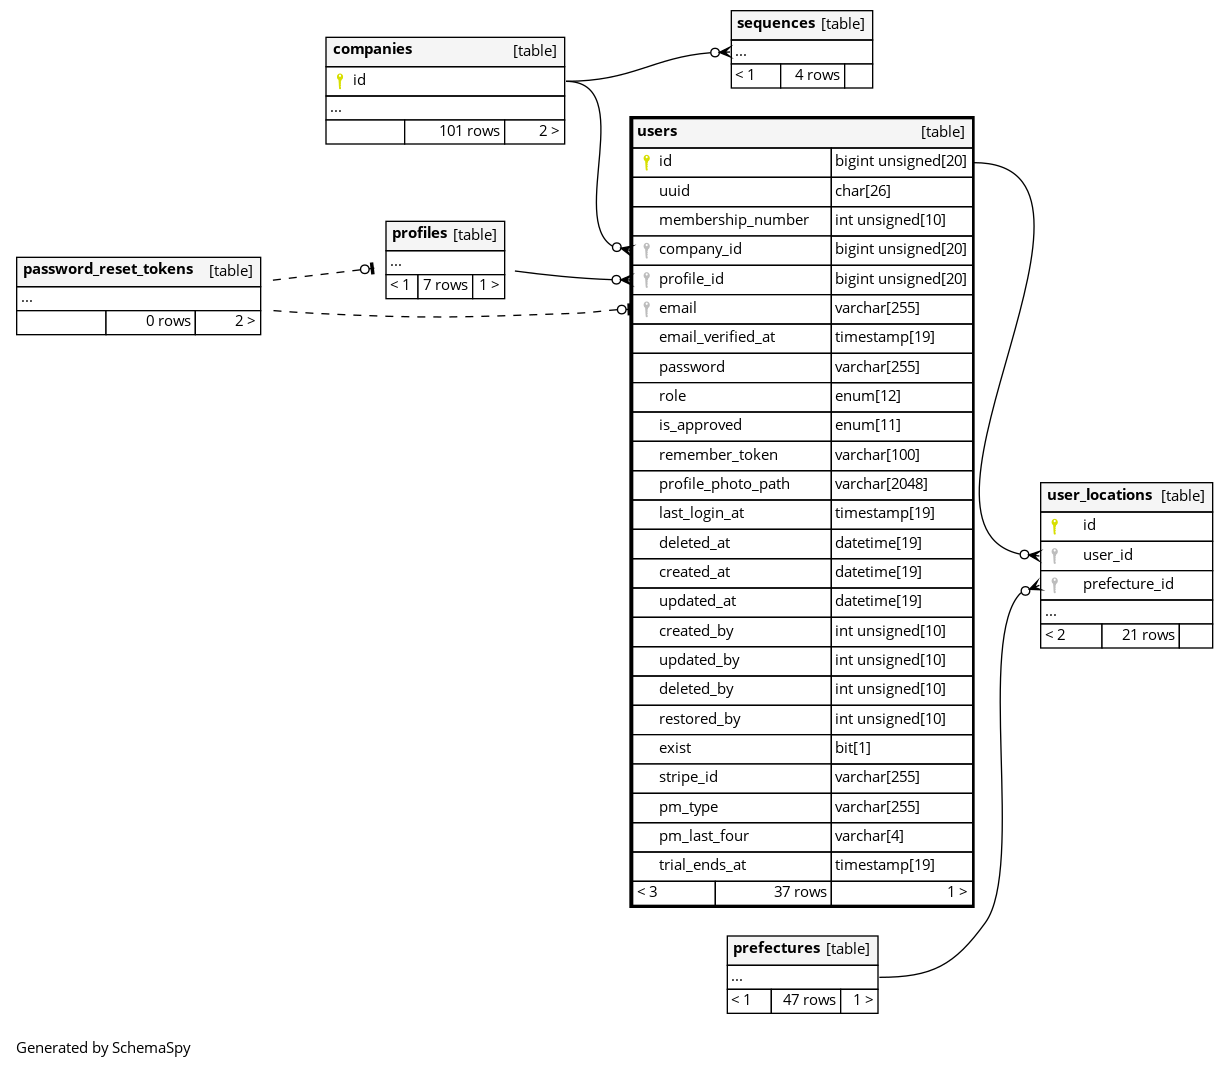 sequences [table]
...
< 1 4 rows
companies [table]
id
...
101 rows 2 >
users [table]
id bigint unsigned[20]
uuid char[26]
membership_number int unsigned[10]
company_id bigint unsigned[20]
profile_id bigint unsigned[20]
email varchar[255]
email_verified_at timestamp[19]
password varchar[255]
role enum[12]
is_approved enum[11]
remember_token varchar[100]
profile_photo_path varchar[2048]
last_login_at timestamp[19]
deleted_at datetime[19]
created_at datetime[19]
updated_at datetime[19]
created_by int unsigned[10]
updated_by int unsigned[10]
deleted_by int unsigned[10]
restored_by int unsigned[10]
exist bit[1]
stripe_id varchar[255]
pm_type varchar[255]
pm_last_four varchar[4]
trial_ends_at timestamp[19]
< 3 37 rows 1 >
profiles [table]
...
< 1 7 rows 1 >
password_reset_tokens [table]
...
0 rows 2 >
user_locations [table]
id
user_id
prefecture_id
...
< 2 21 rows
prefectures [table]
...
< 1 47 rows 1 >
Generated by SchemaSpy